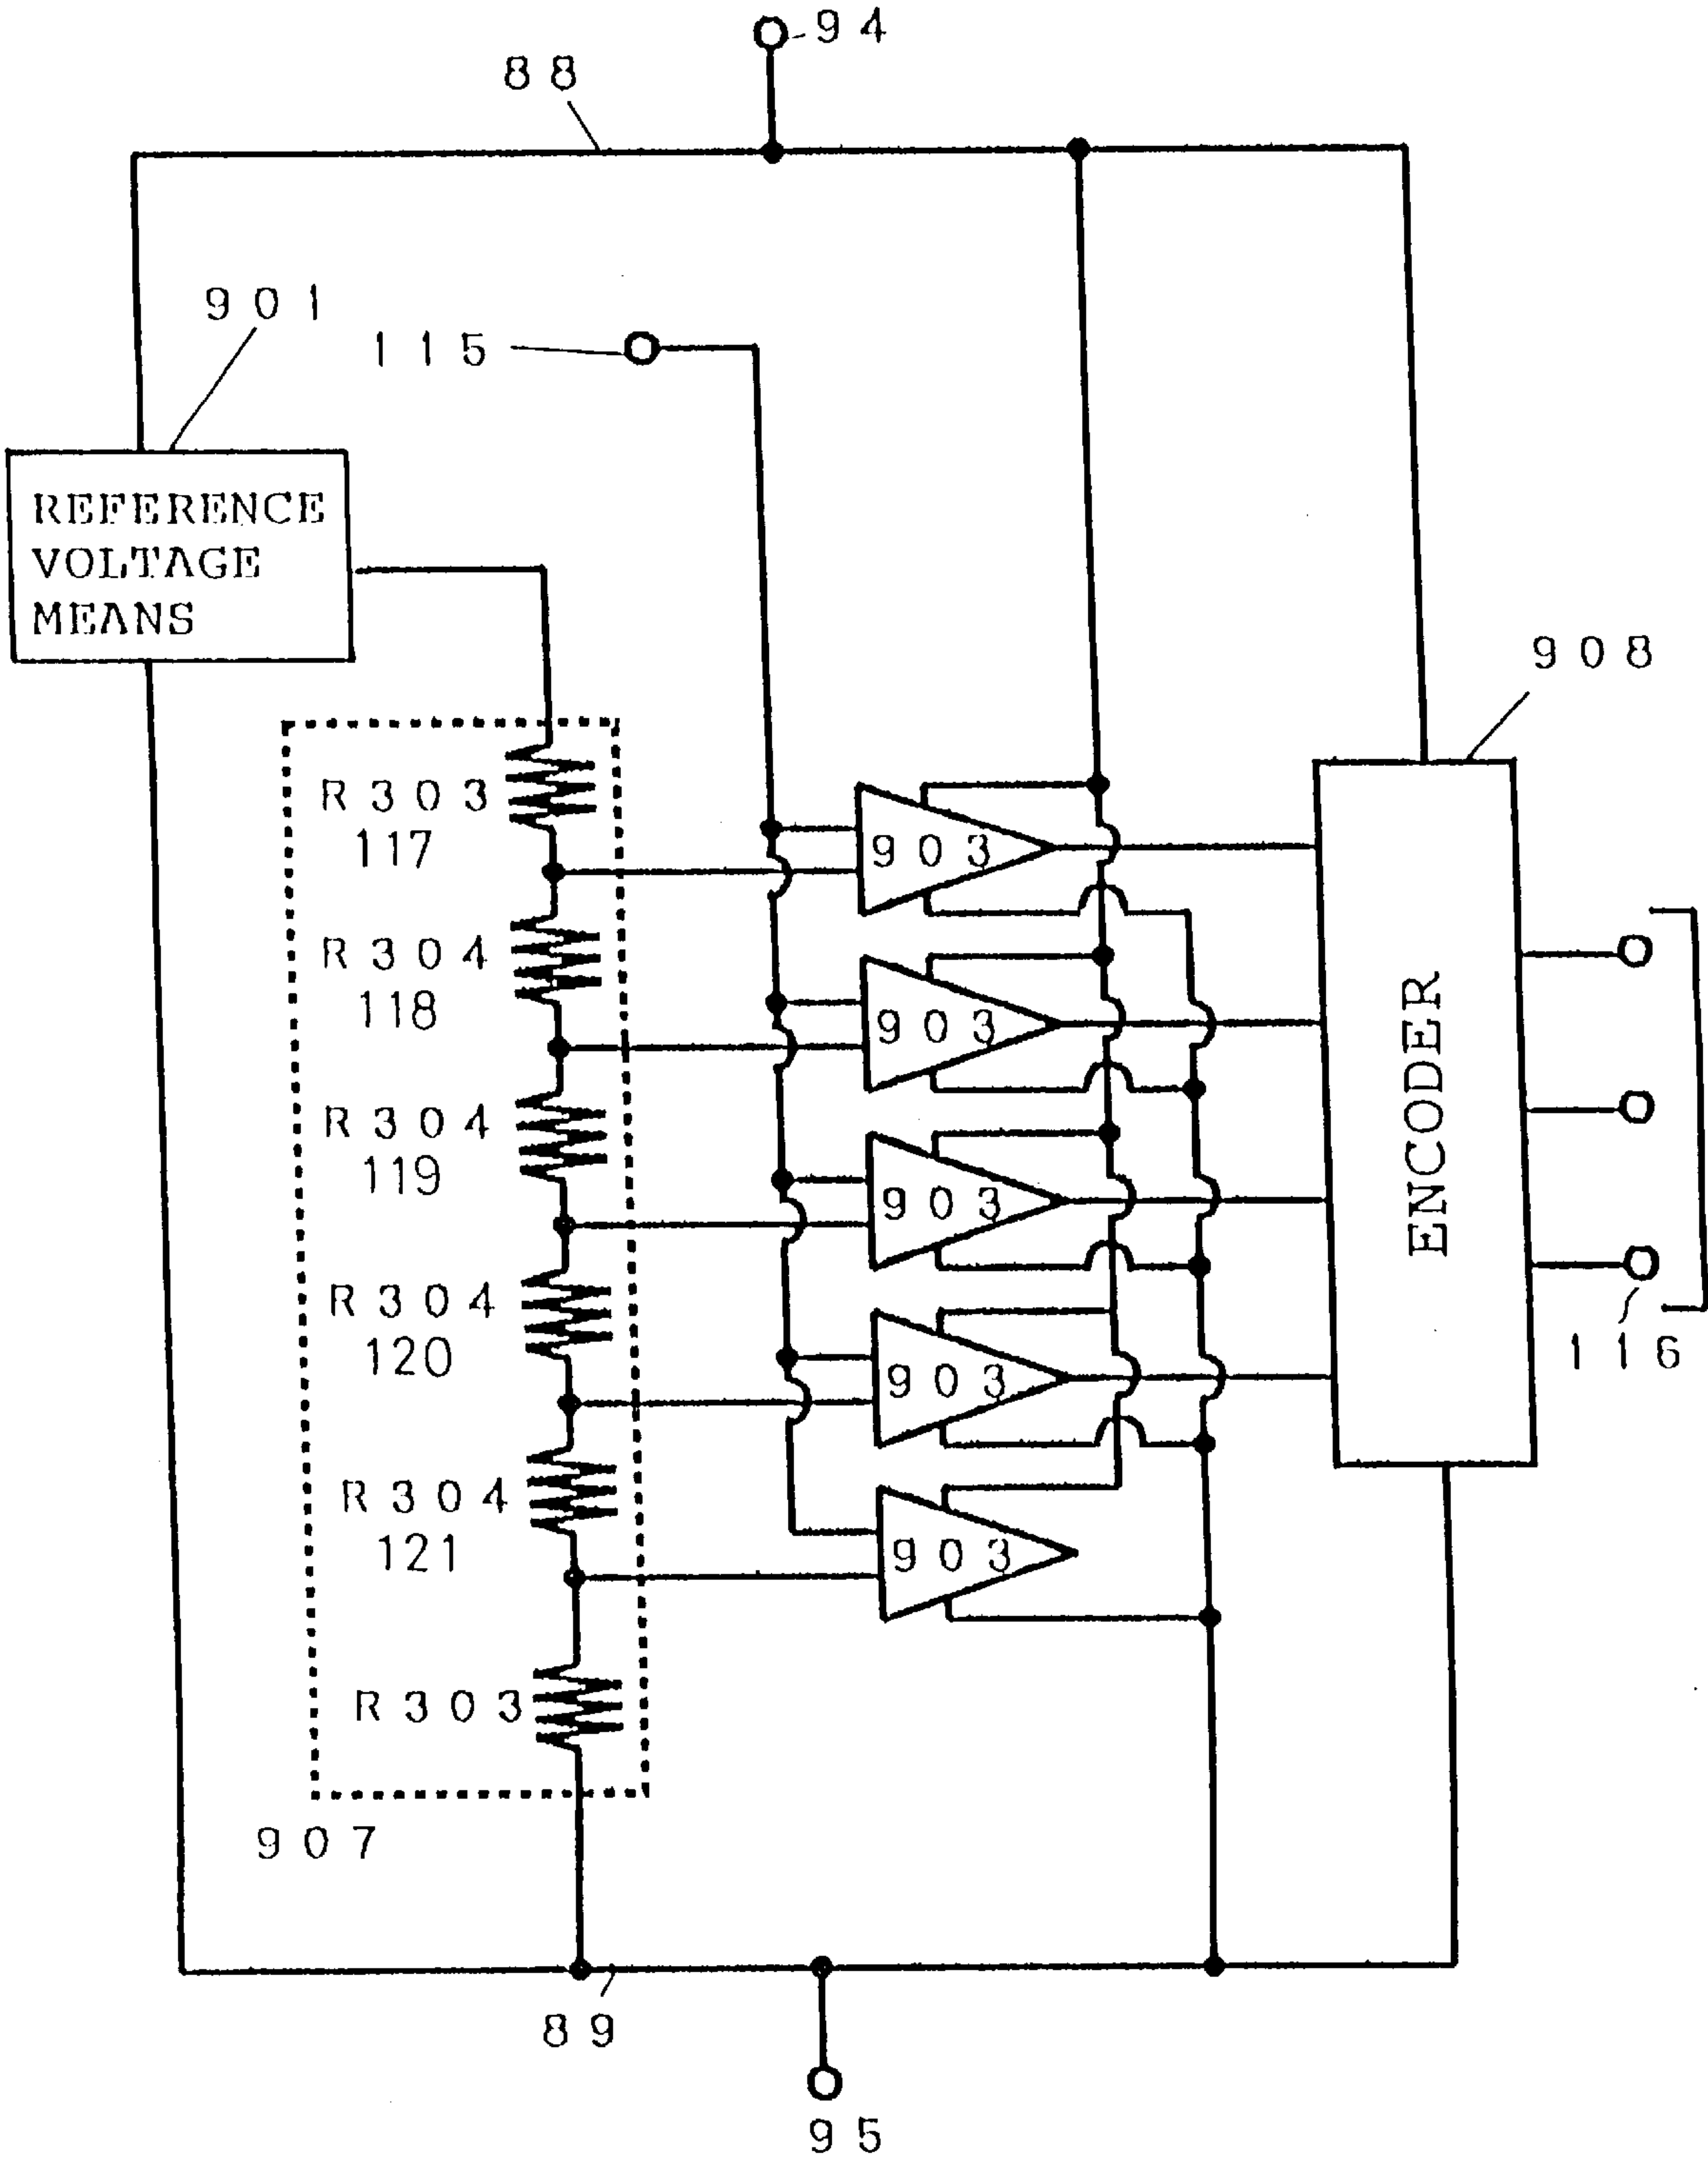 94
88
901
115
REFERENCE
VOLTAGE
MEANS
908
R303
117
903
R304
118
903
ENCODER
R304
119
903
R304
120
903
116
R304
121
903
R303
907
89
95